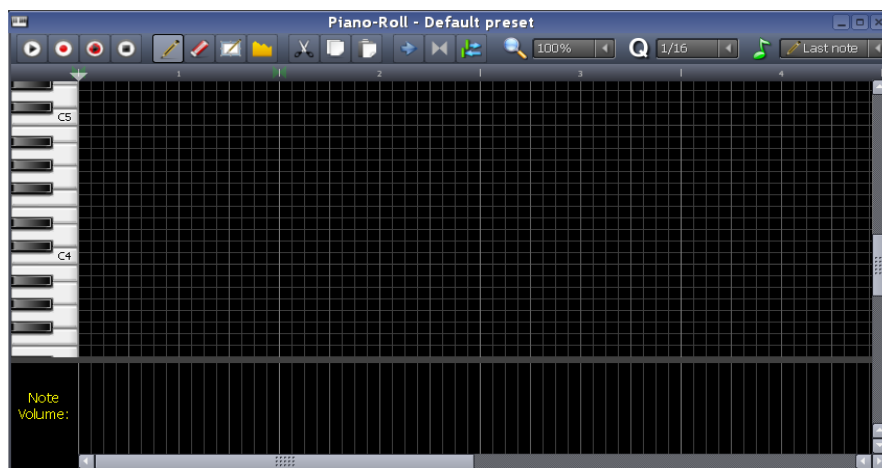 Piano-Roll - Default preset
100%
Q
1/16
Last note
1
2
3
4
C5
C4
Note
Volume: